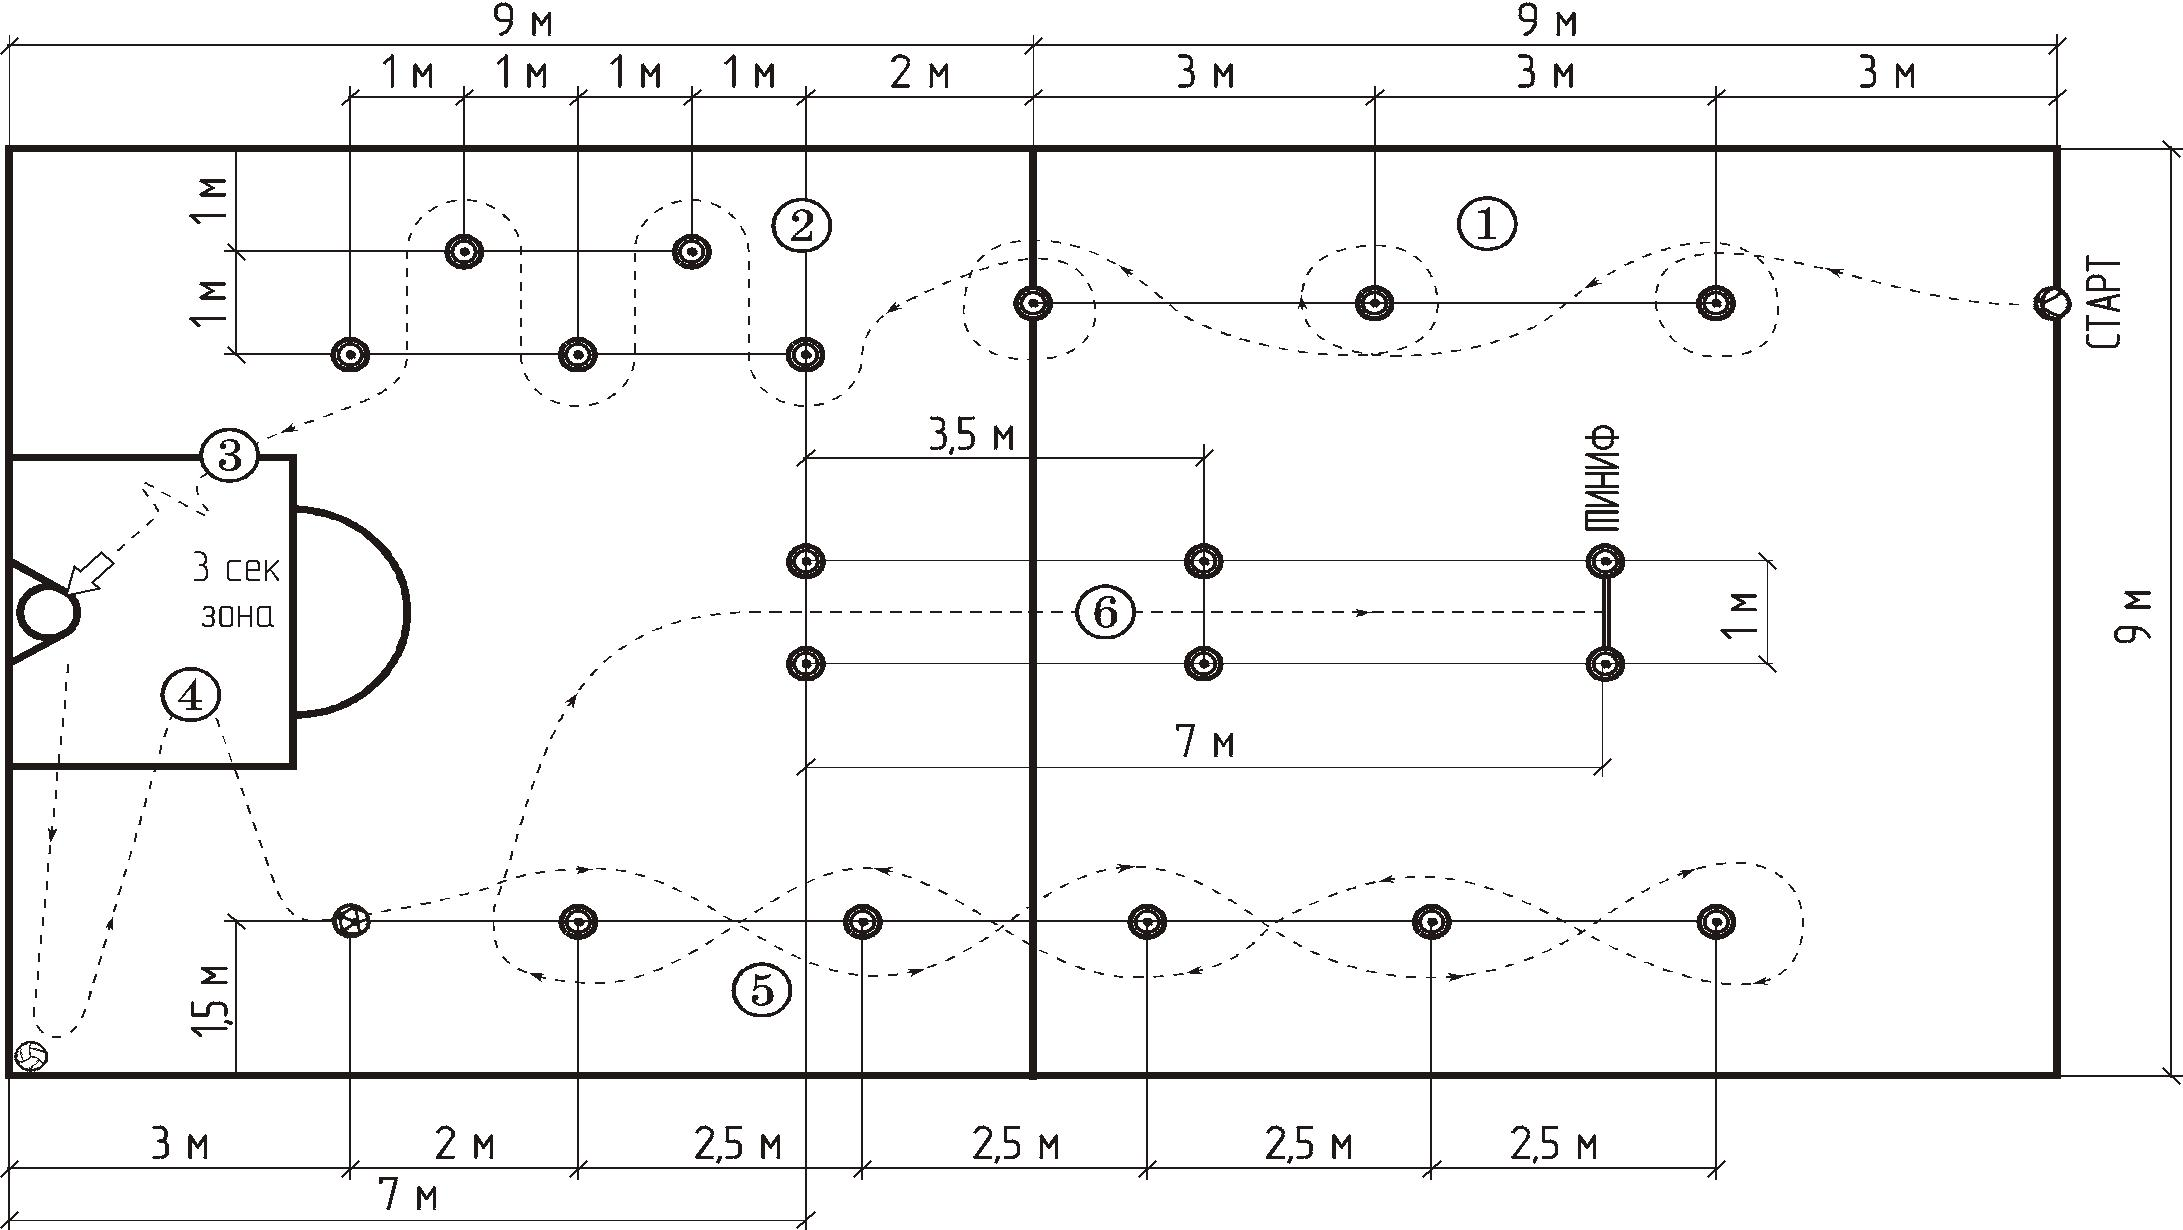 9 м
9 м
1 м
1 м
1 м
1 м
2 м
3 м
3 м
3 м
1 м
1 м
2
1
СТАРТ
3
3,5 м
ФИНИШ
3 сек
зона
6
1 м
9 м
4
7 м
5
1,5 м
3 м
2 м
2,5 м
2,5 м
2,5 м
2,5 м
7 м